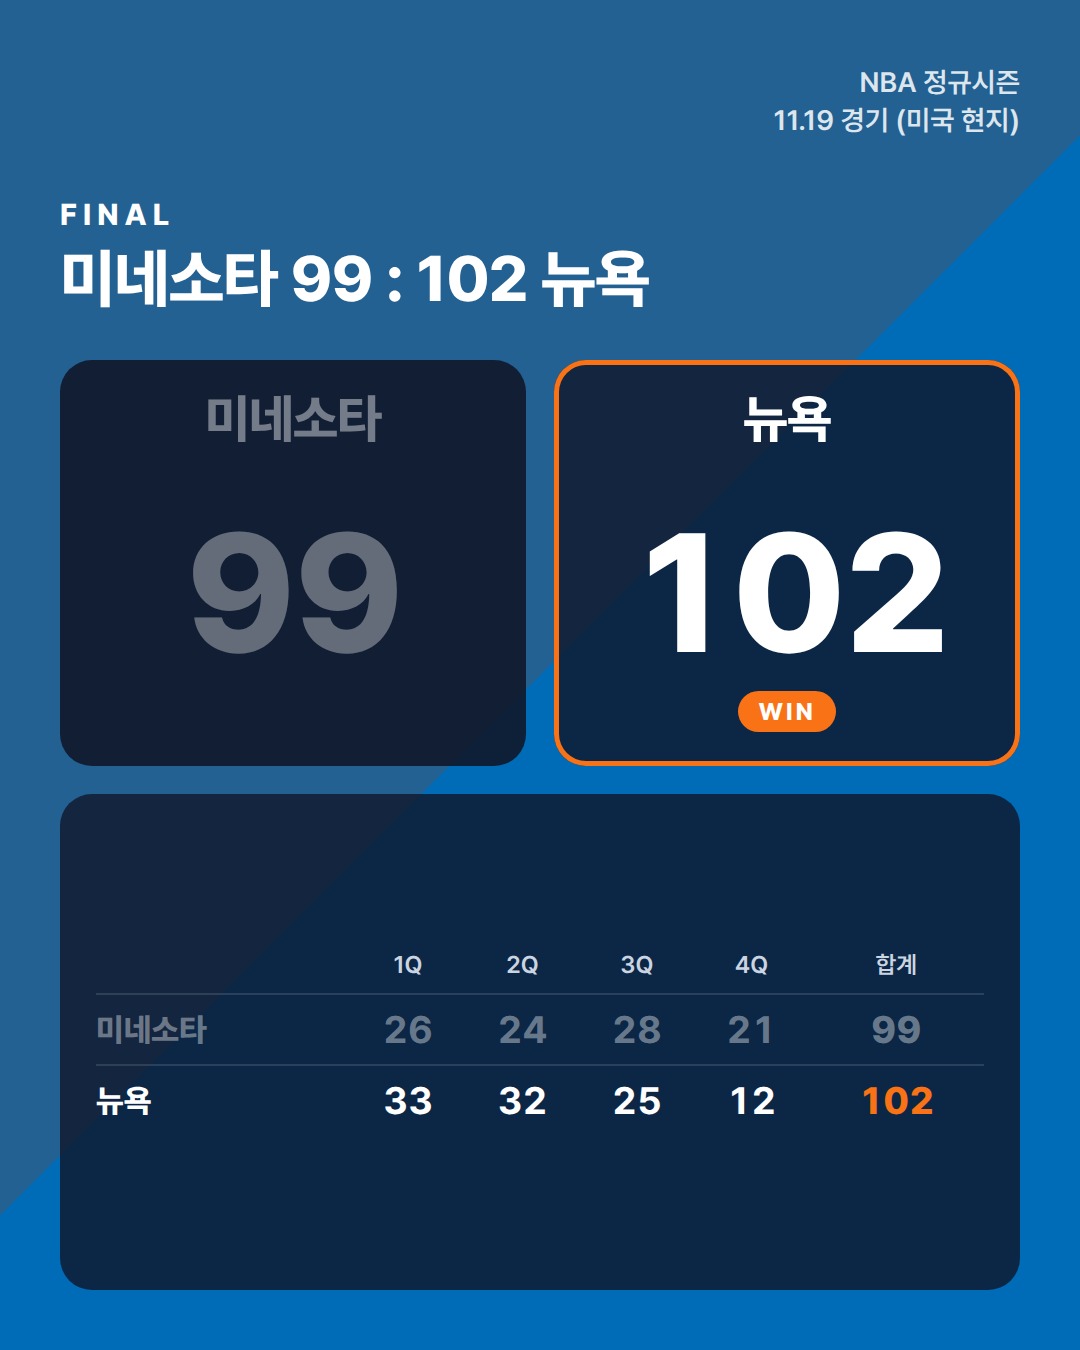 NBA 정규시즌
11.19 경기 (미국 현지)
FINAL
미네소타 99 : 102 뉴욕
미네소타
99
뉴욕
102
WIN
1Q 2Q 3Q 4Q 합계
미네소타 26 24 28 21 99
뉴욕 33 32 25 12 102